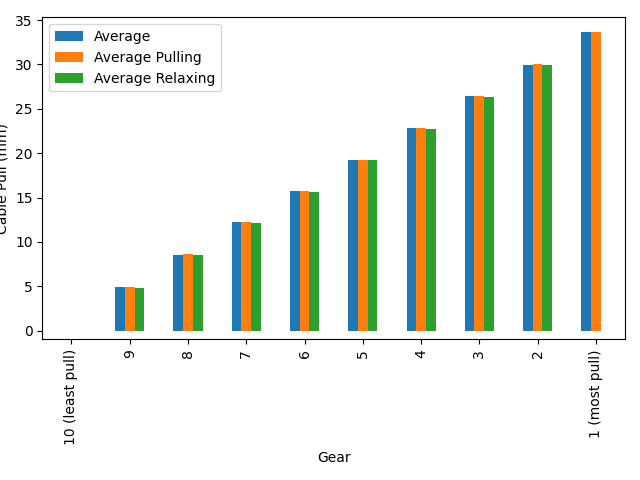 35
30
25
20
15
10
5
0
Cable Pull (mm)
Average
Average Pulling
Average Relaxing
10 (least pull)
9
8
7
6
5
4
3
2
1 (most pull)
Gear